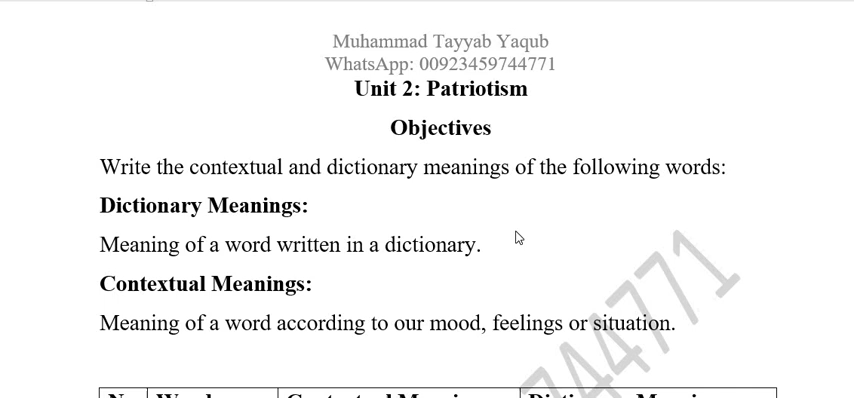 Muhammad Tayyab Yaqub
WhatsApp: 00923459744771
Unit 2: Patriotism
Objectives
Write the contextual and dictionary meanings of the following words:
Dictionary Meanings:
Meaning of a word written in a dictionary.
Contextual Meanings:
Meaning of a word according to our mood, feelings or situation.
744771